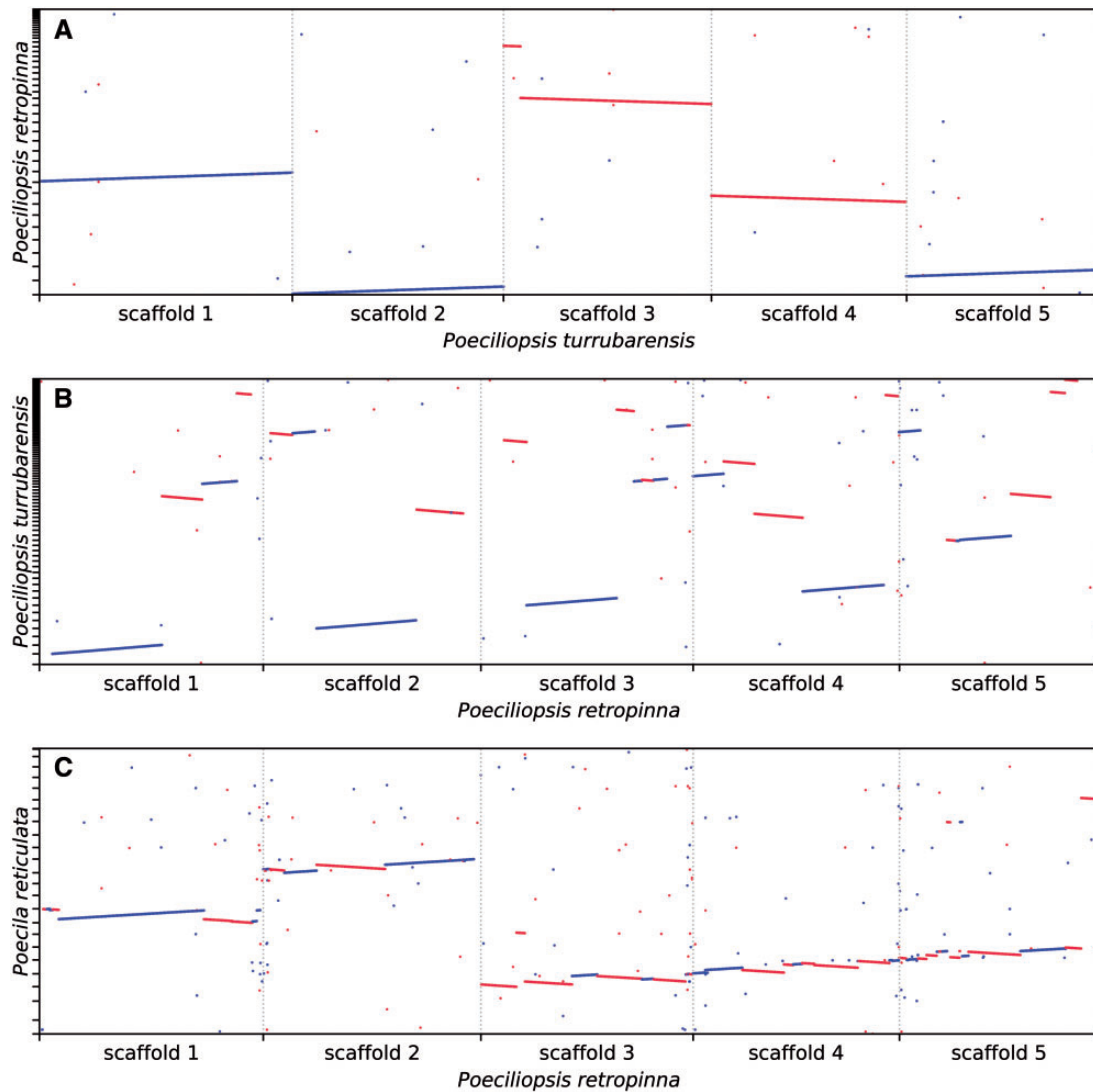 A
Poeciliopsis retropinna
scaffold 1 scaffold 2 scaffold 3 scaffold 4 scaffold 5
Poeciliopsis turrubarensis
B
Poeciliopsis turrubarensis
scaffold 1 scaffold 2 scaffold 3 scaffold 4 scaffold 5
Poeciliopsis retropinna
C
Poecila reticulata
scaffold 1 scaffold 2 scaffold 3 scaffold 4 scaffold 5
Poeciliopsis retropinna